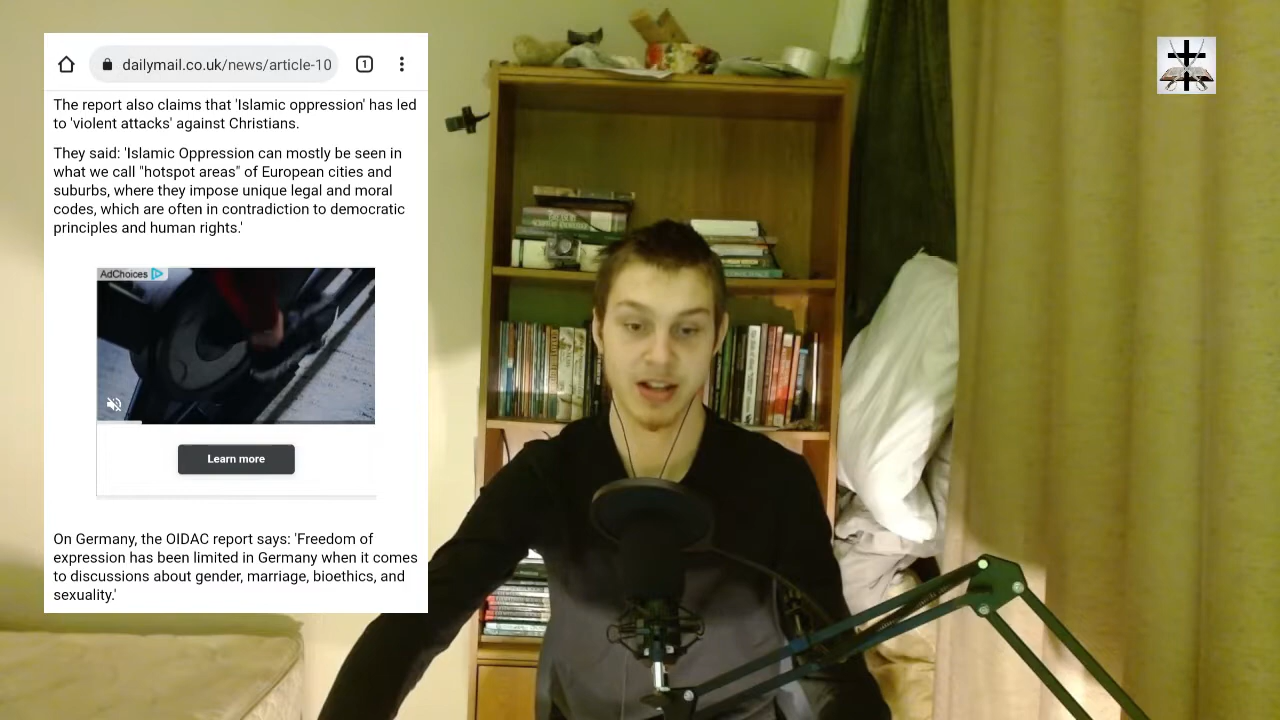 dailymail.co.uk/news/article-10
1
The report also claims that 'Islamic oppression' has led
to 'violent attacks' against Christians.
They said: 'Islamic Oppression can mostly be seen in
what we call "hotspot areas" of European cities and
suburbs, where they impose unique legal and moral
codes, which are often in contradiction to democratic
principles and human rights.'
AdChoices
Learn more
On Germany, the OIDAC report says: 'Freedom of
expression has been limited in Germany when it comes
to discussions about gender, marriage, bioethics, and
sexuality.'